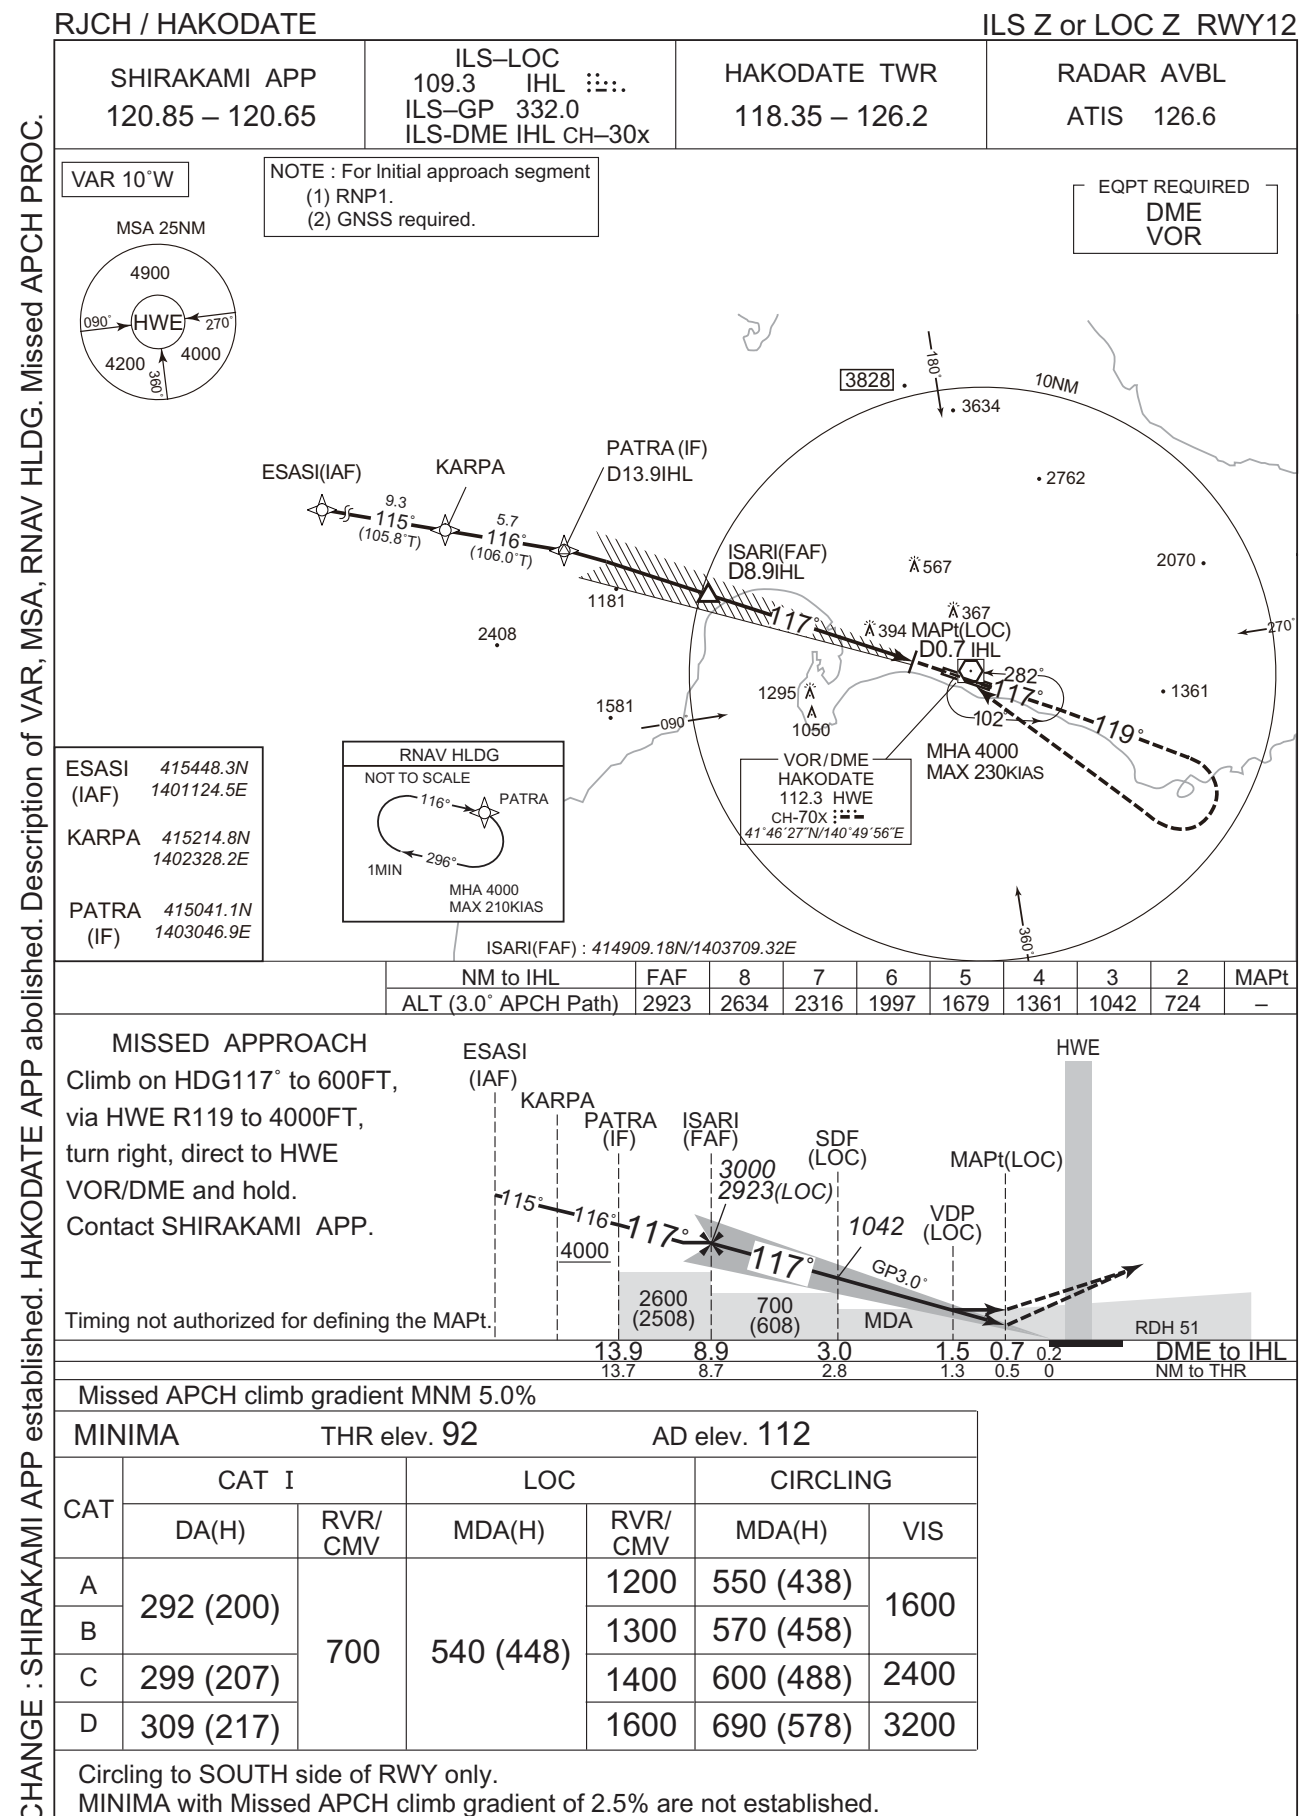 RJCH / HAKODATE
ILS Z or LOC Z RWY12
SHIRAKAMI APP
120.85 – 120.65
ILS–LOC
109.3 IHL
ILS–GP 332.0
ILS-DME IHL CH–30x
HAKODATE TWR
118.35 – 126.2
RADAR AVBL
ATIS 126.6
CHANGE : SHIRAKAMI APP established. HAKODATE APP abolished. Description of VAR, MSA, RNAV HLDG. Missed APCH PROC.
VAR 10˚W
NOTE : For Initial approach segment
(1) RNP1.
(2) GNSS required.
EQPT REQUIRED
DME
VOR
MSA 25NM
4900
090˚
HWE
270˚
4200
4000
360˚
180˚
3828
10NM
3634
2762
PATRA (IF)
D13.9IHL
KARPA
ESASI(IAF)
9.3
115˚
(105.8˚T)
5.7
116˚
(106.0˚T)
ISARI(FAF)
D8.9IHL
567
2070
1181
117˚
394
367
MAPt(LOC)
D0.7 IHL
270˚
2408
282˚
117˚
1361
1295
1050
1581
090˚
102˚
119˚
MHA 4000
MAX 230KIAS
VOR/DME
HAKODATE
112.3 HWE
CH-70X
41˚46´27˝N/140˚49´56˝E
360˚
RNAV HLDG
NOT TO SCALE
116°
PATRA
296°
1MIN
MHA 4000
MAX 210KIAS
ESASI 415448.3N
(IAF) 1401124.5E
KARPA 415214.8N
1402328.2E
PATRA 415041.1N
(IF) 1403046.9E
ISARI(FAF) : 414909.18N/1403709.32E
NM to IHL FAF 8 7 6 5 4 3 2 MAPt
ALT (3.0˚ APCH Path) 2923 2634 2316 1997 1679 1361 1042 724 –
MISSED APPROACH
Climb on HDG117˚ to 600FT,
via HWE R119 to 4000FT,
turn right, direct to HWE
VOR/DME and hold.
Contact SHIRAKAMI APP.
Timing not authorized for defining the MAPt.
ESASI
(IAF)
KARPA
PATRA
(IF)
ISARI
(FAF)
SDF
(LOC)
MAPt(LOC)
VDP
(LOC)
HWE
3000
2923(LOC)
1042
115˚
116˚
117˚
4000
117˚
GP3.0˚
2600
(2508)
700
(608)
MDA
RDH 51
13.9 8.9 3.0 1.5 0.7 0.2 DME to IHL
13.7 8.7 2.8 1.3 0.5 0 NM to THR
Missed APCH climb gradient MNM 5.0%
MINIMA THR elev. 92 AD elev. 112
CAT
CAT I LOC CIRCLING
DA(H) RVR/CMV MDA(H) RVR/CMV MDA(H) VIS
A 292 (200) 700 540 (448) 1200 550 (438) 1600
B 1300 570 (458)
C 299 (207) 1400 600 (488) 2400
D 309 (217) 1600 690 (578) 3200
Circling to SOUTH side of RWY only.
MINIMA with Missed APCH climb gradient of 2.5% are not established.